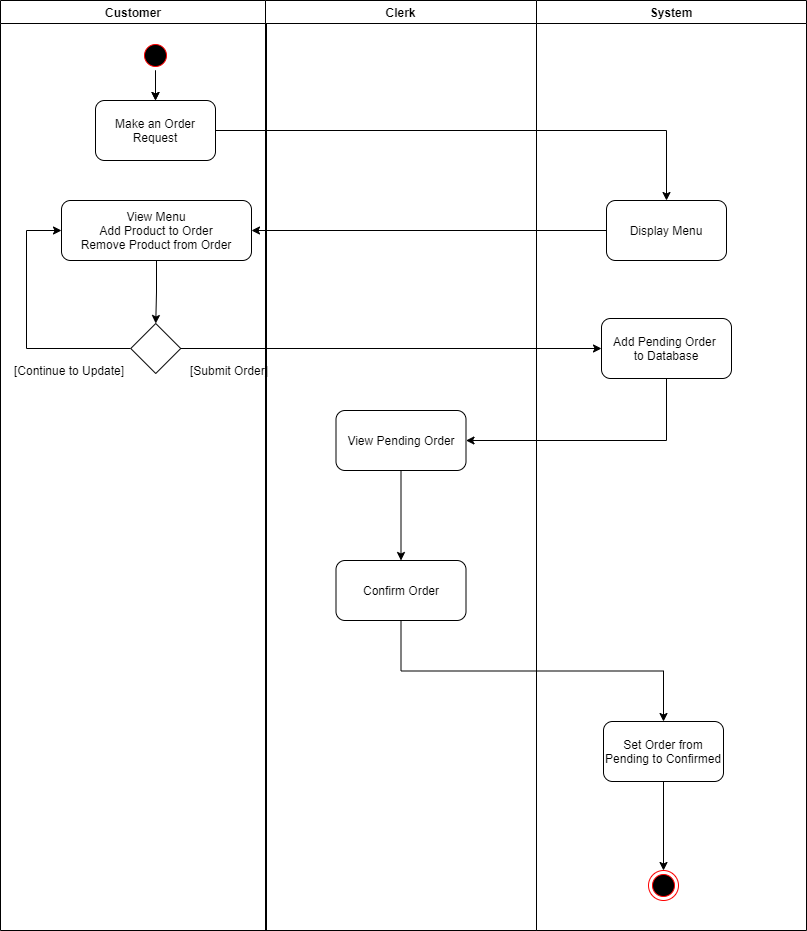 Customer
Clerk
System
Make an Order
Request
View Menu
Add Product to Order
Remove Product from Order
Display Menu
Add Pending Order
to Database
[Continue to Update]
[Submit Order]
View Pending Order
Confirm Order
Set Order from
Pending to Confirmed